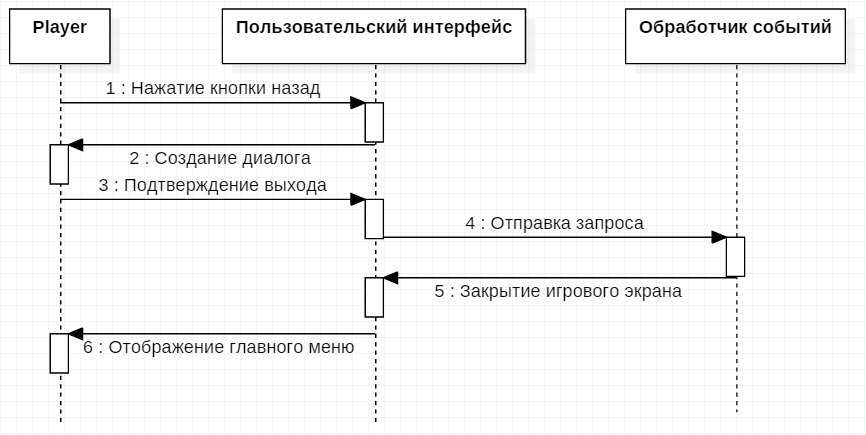 Player
Пользовательский интерфейс
Обработчик событий
1 : Нажатие кнопки назад
2 : Создание диалога
3 : Подтверждение выхода
4 : Отправка запроса
5 : Закрытие игрового экрана
6 : Отображение главного меню